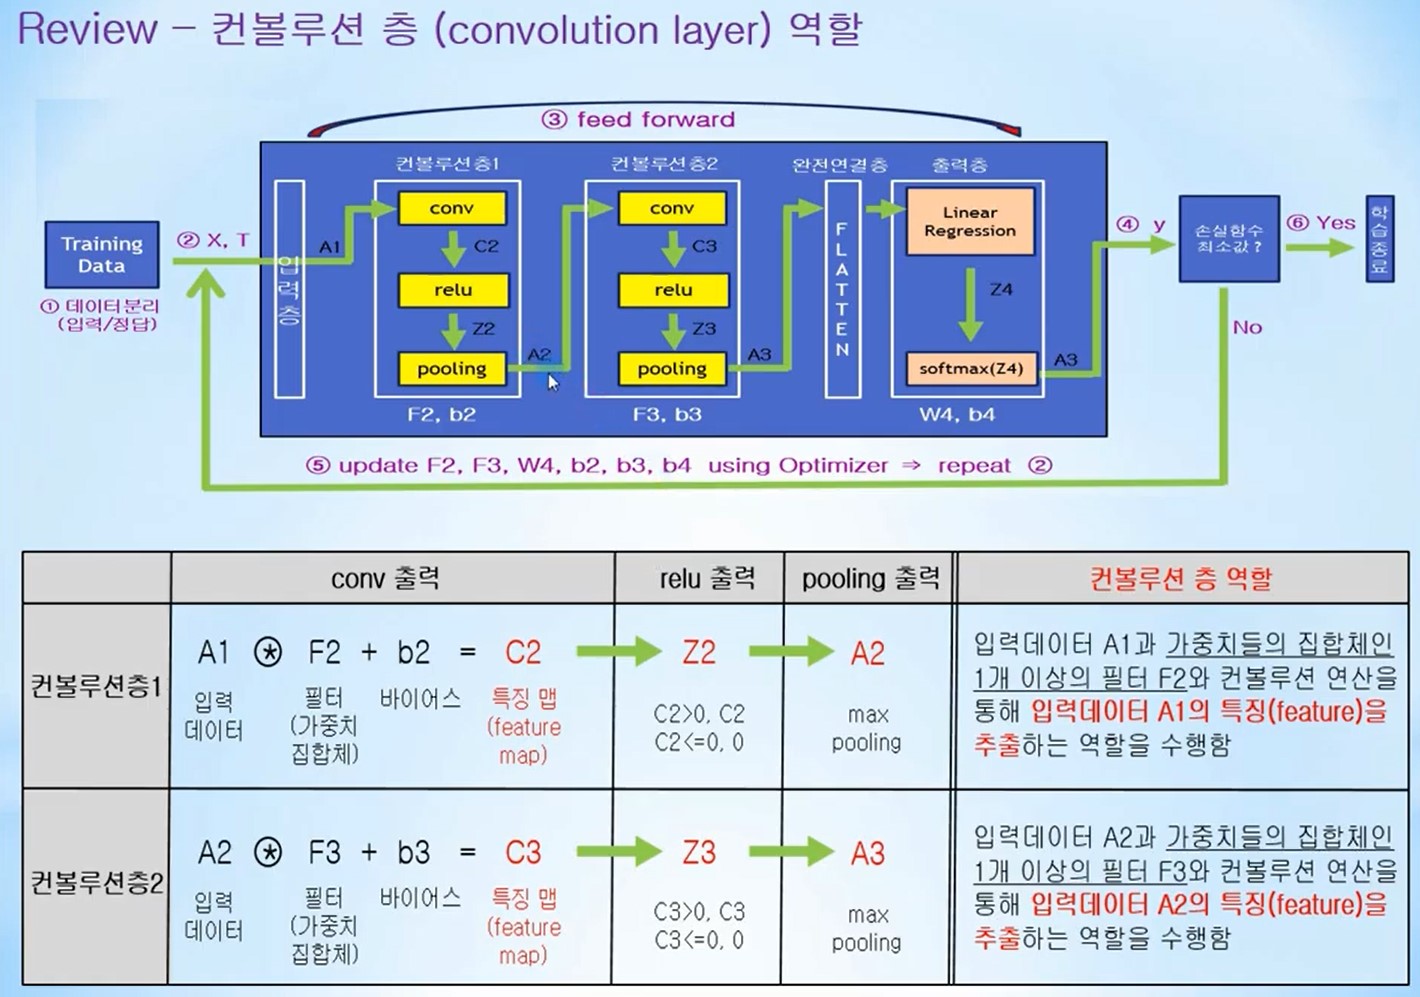 Review - 컨볼루션 층 (convolution layer) 역할
③ feed forward
컨볼루션층1
컨볼루션층2
완전연결층
출력층
Training
Data
① 데이터분리
(입력/정답)
② X, T
입력층
A1
conv
C2
relu
Z2
pooling
F2, b2
A2
conv
C3
relu
Z3
pooling
F3, b3
A3
FLATTEN
Linear
Regression
Z4
softmax(Z4)
W4, b4
A3
④ y
손실함수
최소값 ?
⑥ Yes
학습종료
No
⑤ update F2, F3, W4, b2, b3, b4 using Optimizer ⇒ repeat ②
conv 출력
relu 출력
pooling 출력
컨볼루션 층 역할
컨볼루션층1
A1 ⊛ F2 + b2 = C2
입력
데이터
필터
(가중치
집합체)
바이어스
특징 맵
(feature
map)
Z2
C2>0, C2
C2<=0, 0
A2
max
pooling
입력데이터 A1과 가중치들의 집합체인
1개 이상의 필터 F2와 컨볼루션 연산을
통해 입력데이터 A1의 특징(feature)을
추출하는 역할을 수행함
컨볼루션층2
A2 ⊛ F3 + b3 = C3
입력
데이터
필터
(가중치
집합체)
바이어스
특징 맵
(feature
map)
Z3
C3>0, C3
C3<=0, 0
A3
max
pooling
입력데이터 A2과 가중치들의 집합체인
1개 이상의 필터 F3와 컨볼루션 연산을
통해 입력데이터 A2의 특징(feature)을
추출하는 역할을 수행함